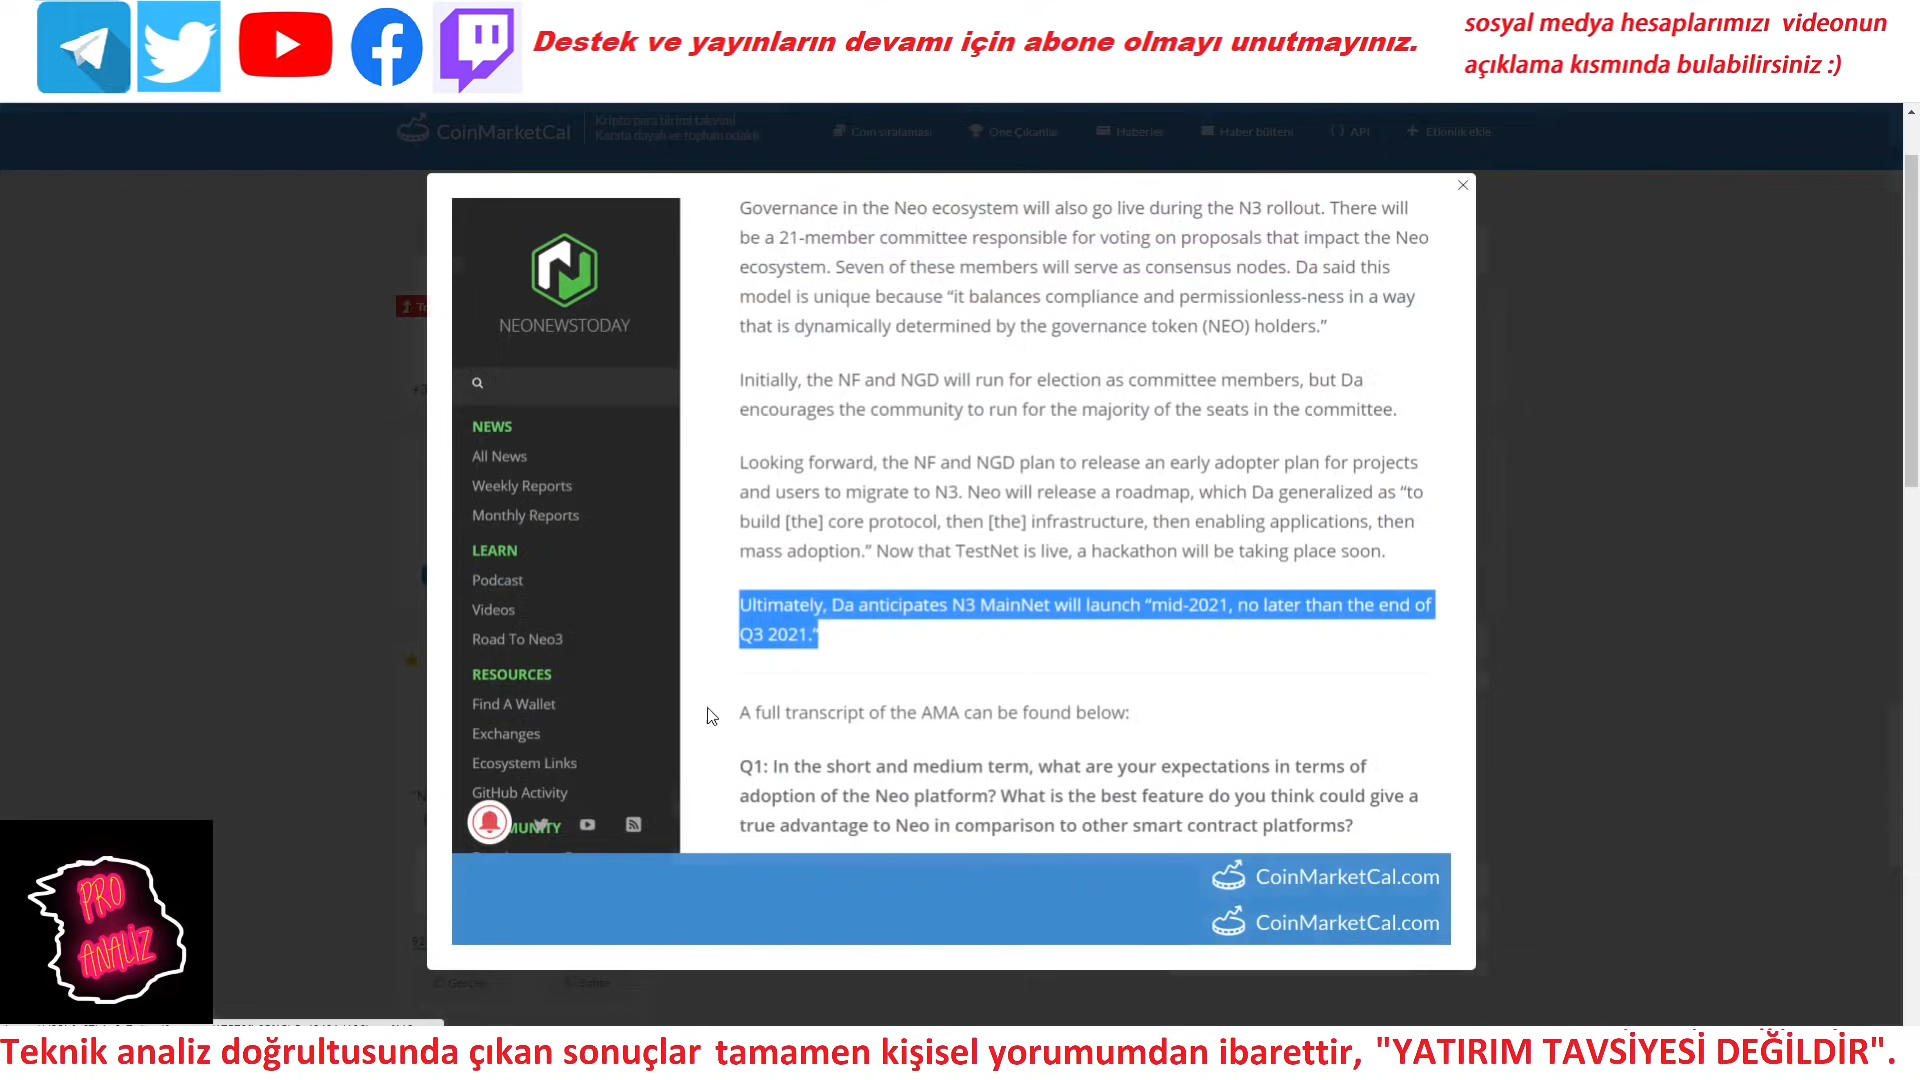 Destek ve yayınların devamı için abone olmayı unutmayınız.
sosyal medya hesaplarımızı videonun
açıklama kısmında bulabilirsiniz :)
CoinMarketCal
Kripto para birimi takvimi
Kanıta dayalı ve toplum odaklı
Coin sıralaması
Öne Çıkanlar
Haberler
Haber bülteni
API
Etkinlik ekle
NEONEWSTODAY
NEWS
All News
Weekly Reports
Monthly Reports
LEARN
Podcast
Videos
Road To Neo3
RESOURCES
Find A Wallet
Exchanges
Ecosystem Links
GitHub Activity
MUNITY
Governance in the Neo ecosystem will also go live during the N3 rollout. There will
be a 21-member committee responsible for voting on proposals that impact the Neo
ecosystem. Seven of these members will serve as consensus nodes. Da said this
model is unique because “it balances compliance and permissionless-ness in a way
that is dynamically determined by the governance token (NEO) holders.”
Initially, the NF and NGD will run for election as committee members, but Da
encourages the community to run for the majority of the seats in the committee.
Looking forward, the NF and NGD plan to release an early adopter plan for projects
and users to migrate to N3. Neo will release a roadmap, which Da generalized as “to
build [the] core protocol, then [the] infrastructure, then enabling applications, then
mass adoption.” Now that TestNet is live, a hackathon will be taking place soon.
Ultimately, Da anticipates N3 MainNet will launch “mid-2021, no later than the end of
Q3 2021.”
A full transcript of the AMA can be found below:
Q1: In the short and medium term, what are your expectations in terms of
adoption of the Neo platform? What is the best feature do you think could give a
true advantage to Neo in comparison to other smart contract platforms?
CoinMarketCal.com
CoinMarketCal.com
PRO
ANALİZ
Teknik analiz doğrultusunda çıkan sonuçlar tamamen kişisel yorumumdan ibarettir, "YATIRIM TAVSİYESİ DEĞİLDİR".